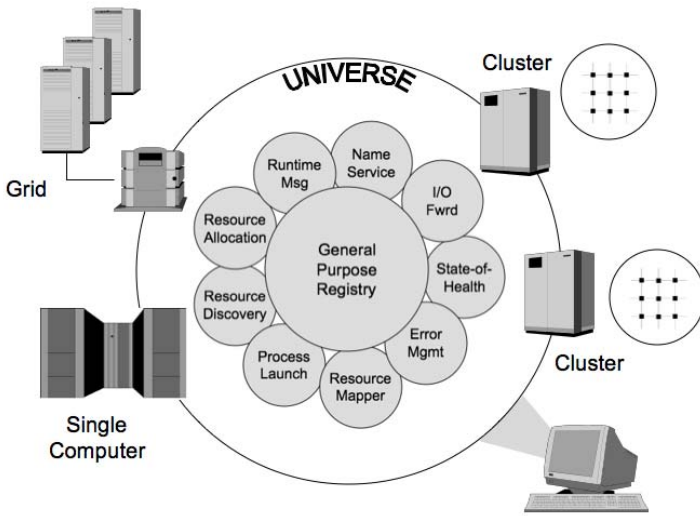 UNIVERSE
Cluster
Grid
Runtime
Msg
Name
Service
I/O
Frwd
Resource
Allocation
General
Purpose
Registry
State-of-
Health
Resource
Discovery
Error
Mgmt
Process
Launch
Resource
Mapper
Cluster
Single
Computer